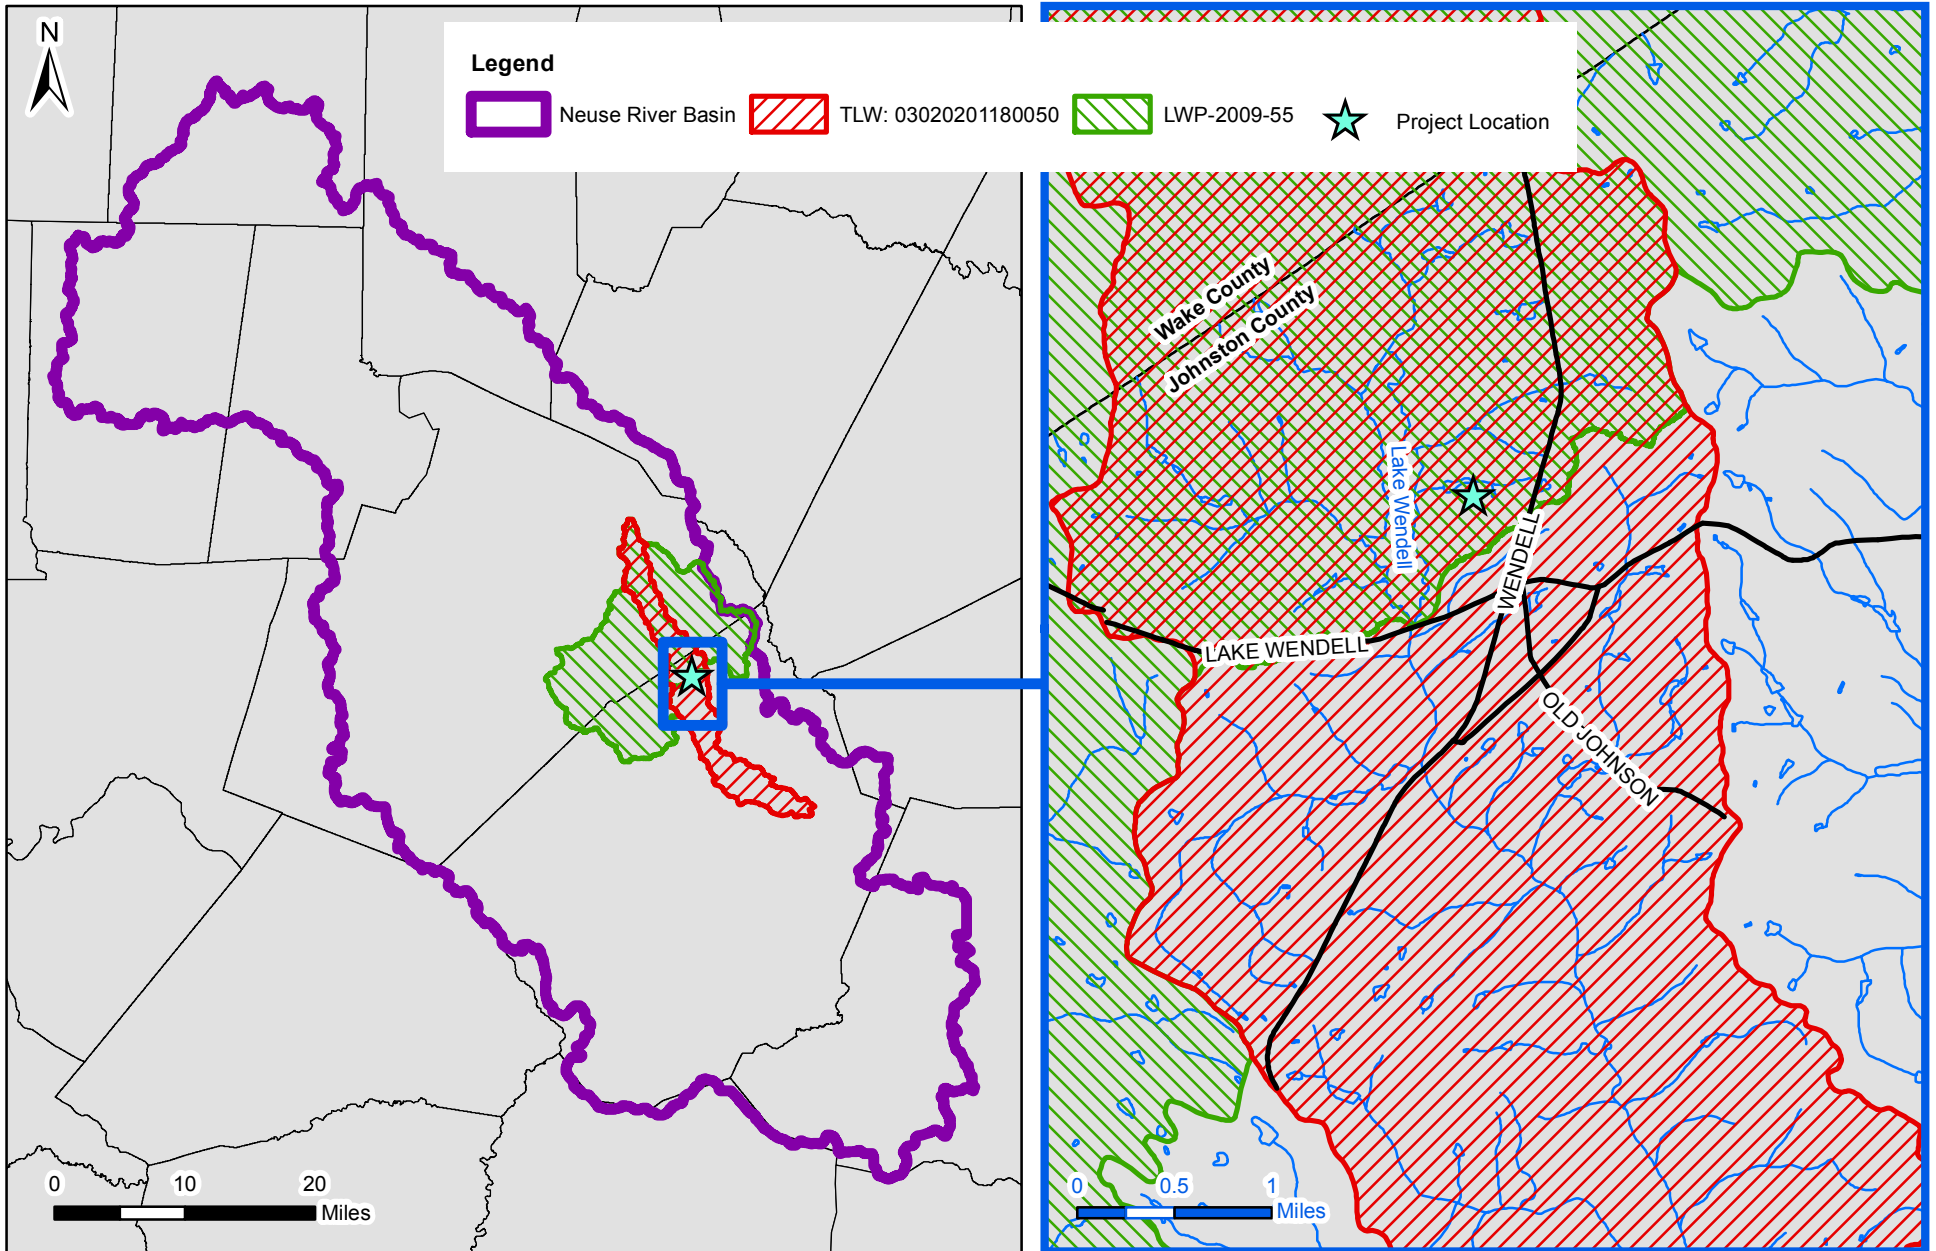 N
Legend
Neuse River Basin
TLW: 03020201180050
LWP-2009-55
Project Location
Wake County
Johnston County
Lake Wendell
WENDELL
LAKE WENDELL
OLD JOHNSON
0 10 20
Miles
0 0.5 1
Miles